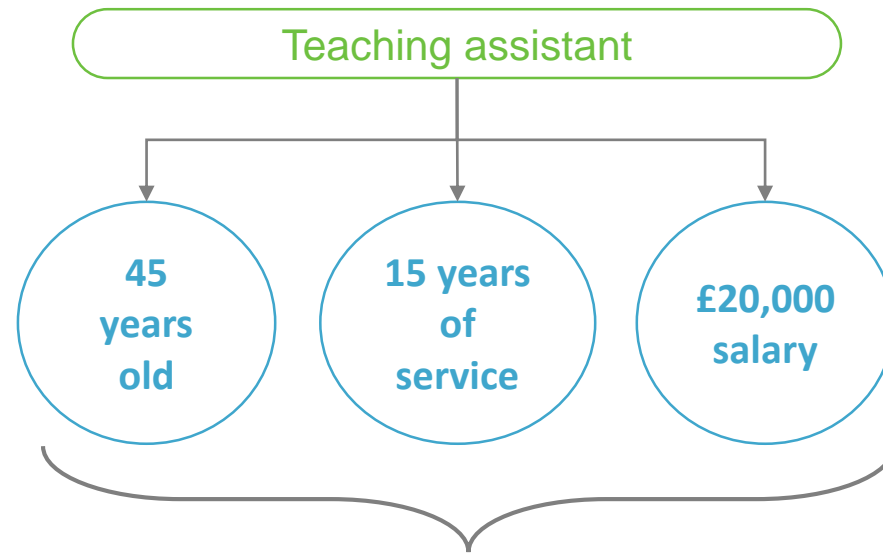 Teaching assistant
45
years
old
15 years
of
service
£20,000
salary